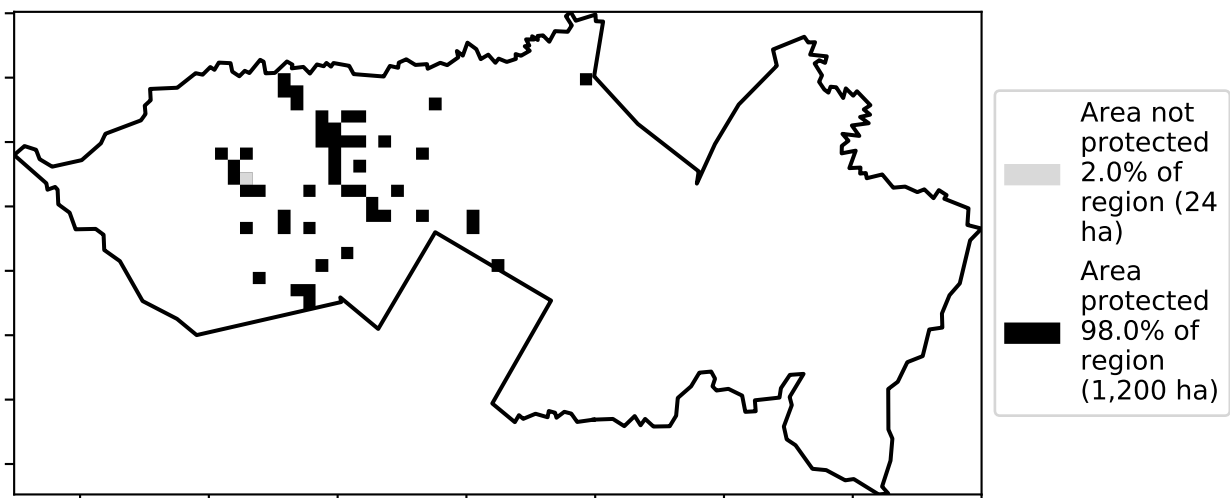 Area not
protected
2.0% of
region (24
ha)
Area
protected
98.0% of
region
(1,200 ha)